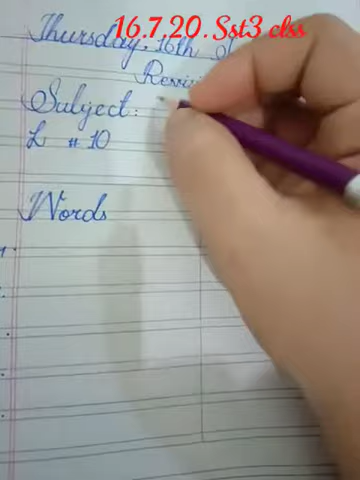 16.7.20. Sst3 clss
Thursday, 16th
Subject:
L # 10
Words